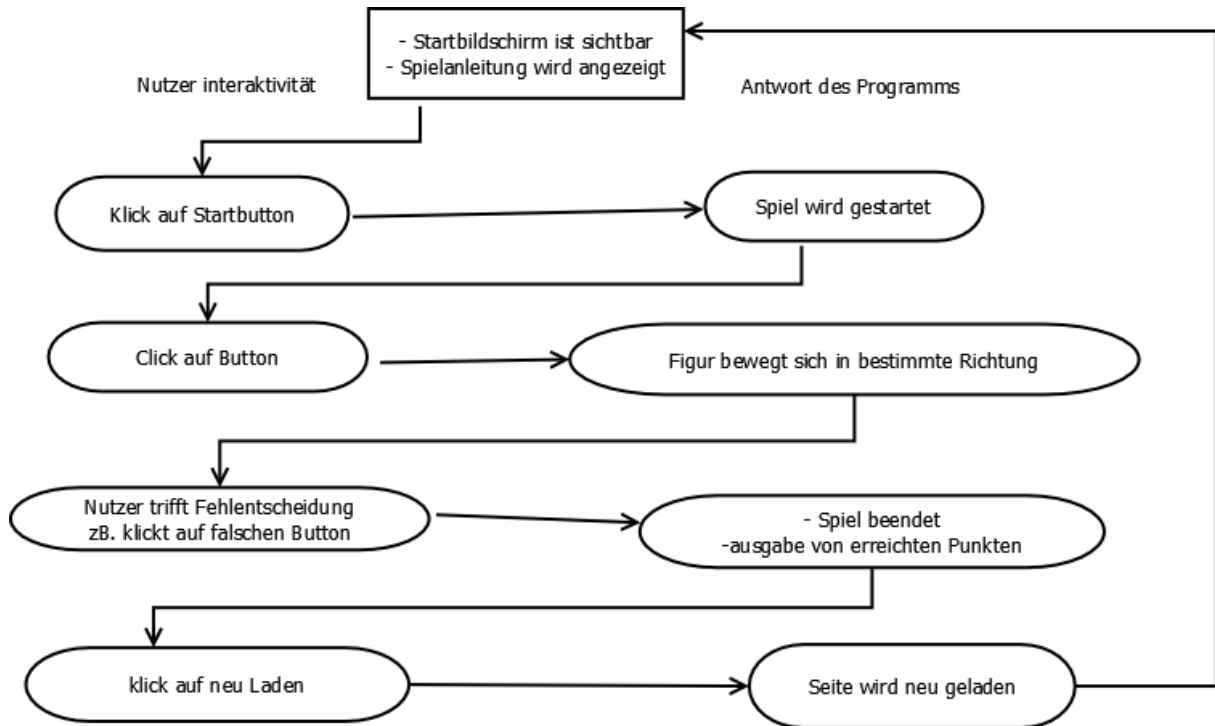 - Startbildschirm ist sichtbar
- Spielanleitung wird angezeigt
Nutzer interaktivität
Antwort des Programms
Klick auf Startbutton
Spiel wird gestartet
Click auf Button
Figur bewegt sich in bestimmte Richtung
Nutzer trifft Fehlentscheidung
zB. klickt auf falschen Button
- Spiel beendet
-ausgabe von erreichten Punkten
klick auf neu Laden
Seite wird neu geladen